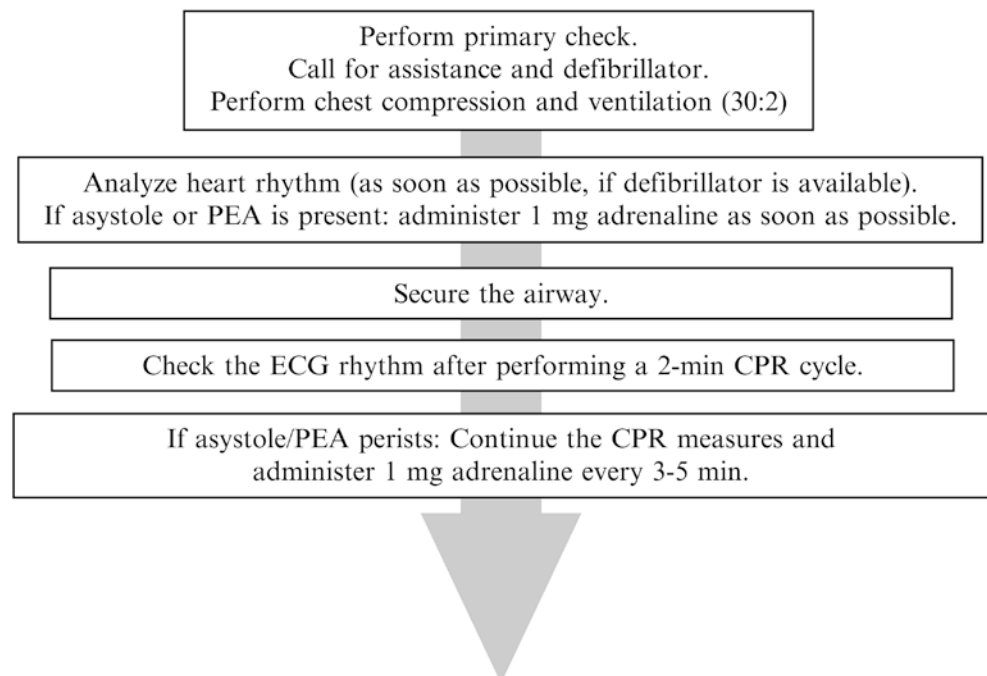 Perform primary check.
Call for assistance and defibrillator.
Perform chest compression and ventilation (30:2)
Analyze heart rhythm (as soon as possible, if defibrillator is available).
If asystole or PEA is present: administer 1 mg adrenaline as soon as possible.
Secure the airway.
Check the ECG rhythm after performing a 2-min CPR cycle.
If asystole/PEA perists: Continue the CPR measures and
administer 1 mg adrenaline every 3-5 min.